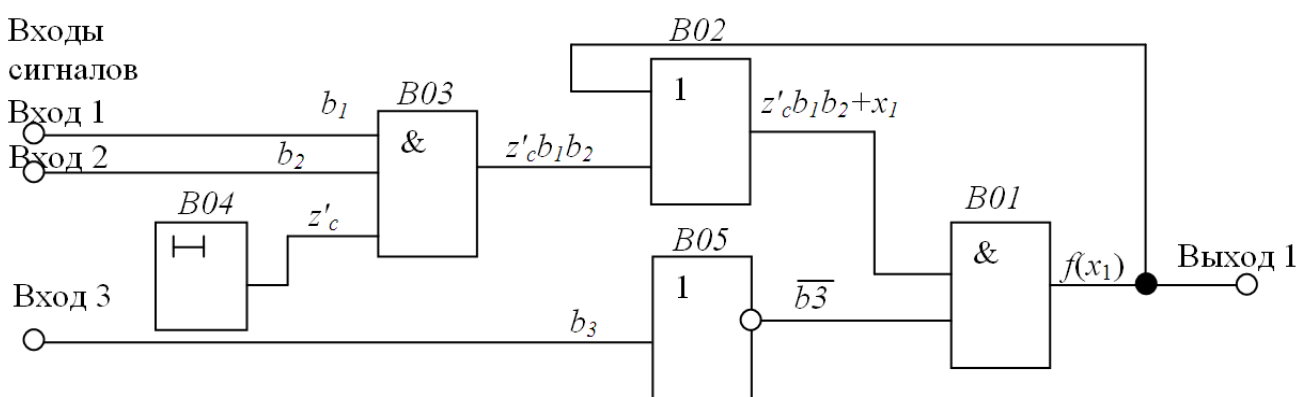 Входы
сигналов
Вход 1
Вход 2
Вход 3
b₁
b₂
B03
&
B04
z'c
z'cb₁b₂
B02
1
z'cb₁b₂+x₁
B05
1
b₃
b3̅
B01
&
f(x₁)
Выход 1